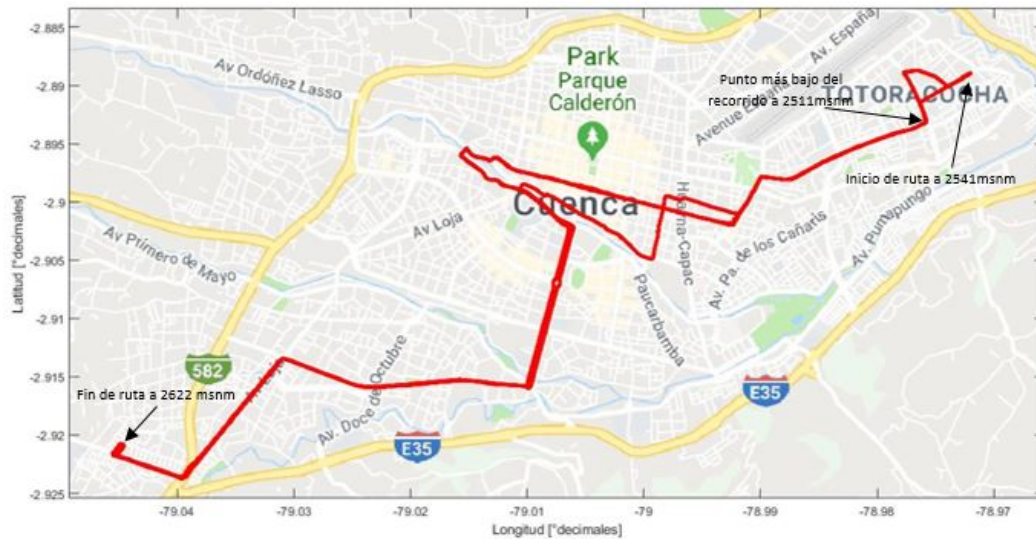 -2.885
-2.89
-2.895
-2.9
-2.905
-2.91
-2.915
-2.92
-2.925
Latitud [°decimales]
Av Ordóñez Lasso
Park
Parque
Calderón
Avenue España
Av. España
Punto más bajo del
recorrido a 2511msnm
TOTORACOCHA
Inicio de ruta a 2541msnm
Cuenca
Huayna-Capac
Av Loja
Av. Pa. de los Cañaris
Av. Pumapungo
Av Primero de Mayo
Paucarbamba
582
Av. Doce de Octubre
E35
E35
Fin de ruta a 2622 msnm
-79.04
-79.03
-79.02
-79.01
-79
-78.99
-78.98
-78.97
Longitud [°decimales]